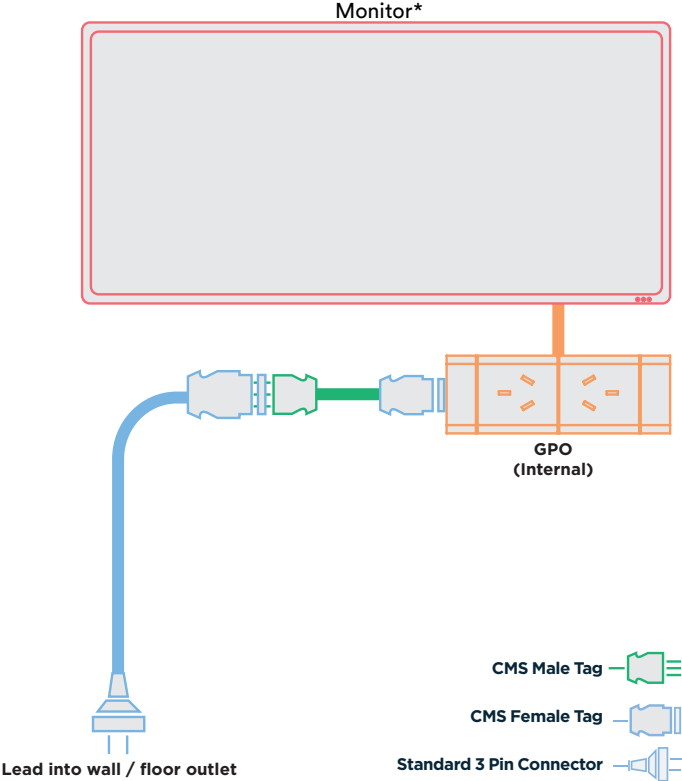 Monitor*
GPO
(Internal)
CMS Male Tag
CMS Female Tag
Standard 3 Pin Connector
Lead into wall / floor outlet